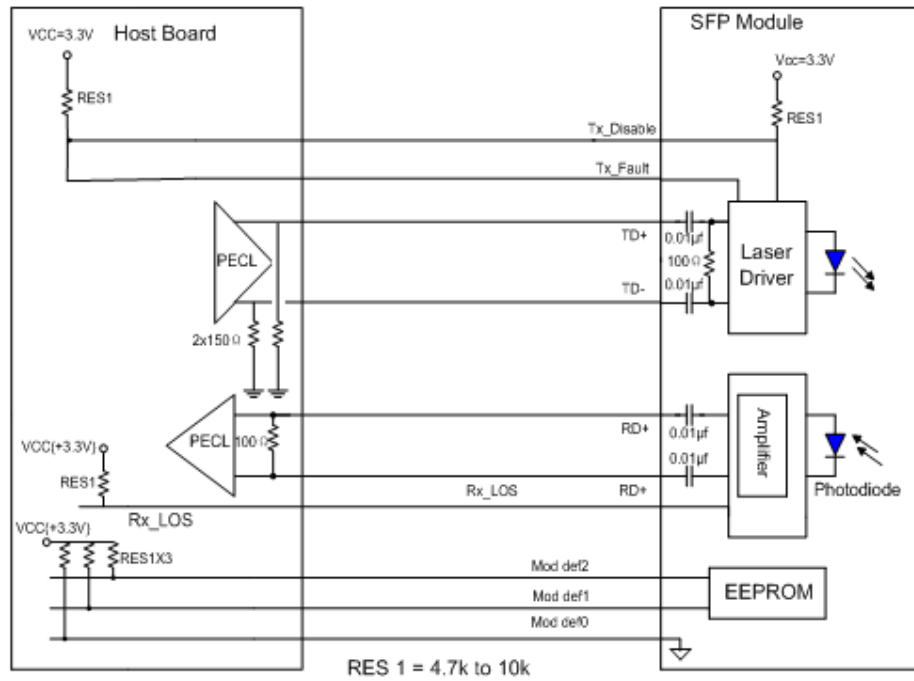 Host Board
SFP Module
VCC=3.3V
Vcc=3.3V
RES1
RES1
Tx_Disable
Tx_Fault
PECL
TD+
0.01µf
100Ω
0.01µf
TD-
Laser
Driver
2x150Ω
PECL
100Ω
RD+
0.01µf
0.01µf
Amplifier
VCC(+3.3V)
RES1
Rx_LOS
RD+
Photodiode
Rx_LOS
VCC(+3.3V)
RES1X3
Mod def2
Mod def1
Mod def0
EEPROM
RES 1 = 4.7k to 10k